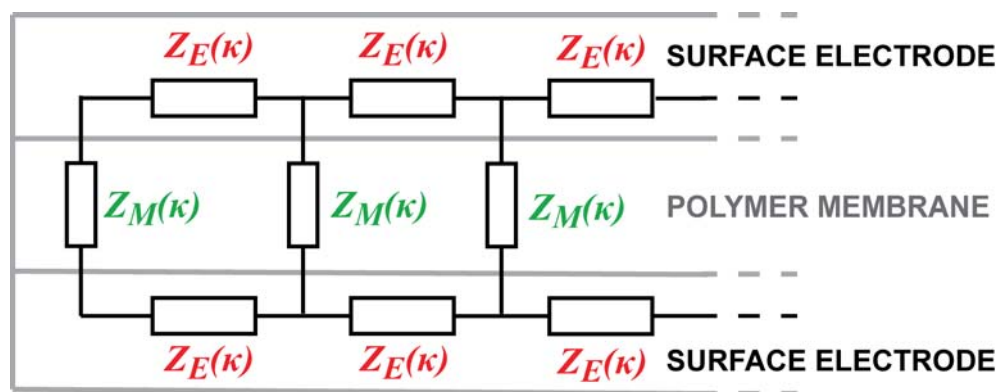 Z_E(κ) Z_E(κ) Z_E(κ) SURFACE ELECTRODE
Z_M(κ) Z_M(κ) Z_M(κ) POLYMER MEMBRANE
Z_E(κ) Z_E(κ) Z_E(κ) SURFACE ELECTRODE